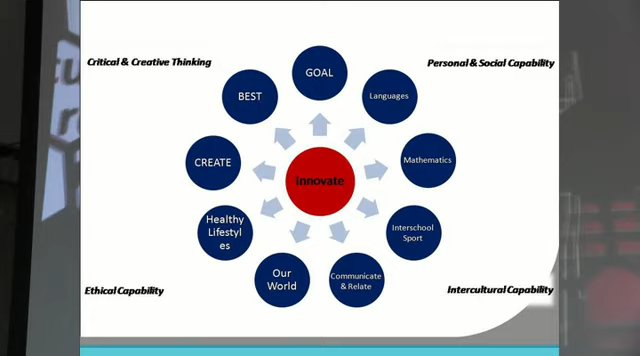 Critical & Creative Thinking
Personal & Social Capability
GOAL
BEST
Languages
CREATE
Mathematics
Innovate
Healthy
Lifestyl
es
Interschool
Sport
Our
World
Communicate
& Relate
Ethical Capability
Intercultural Capability